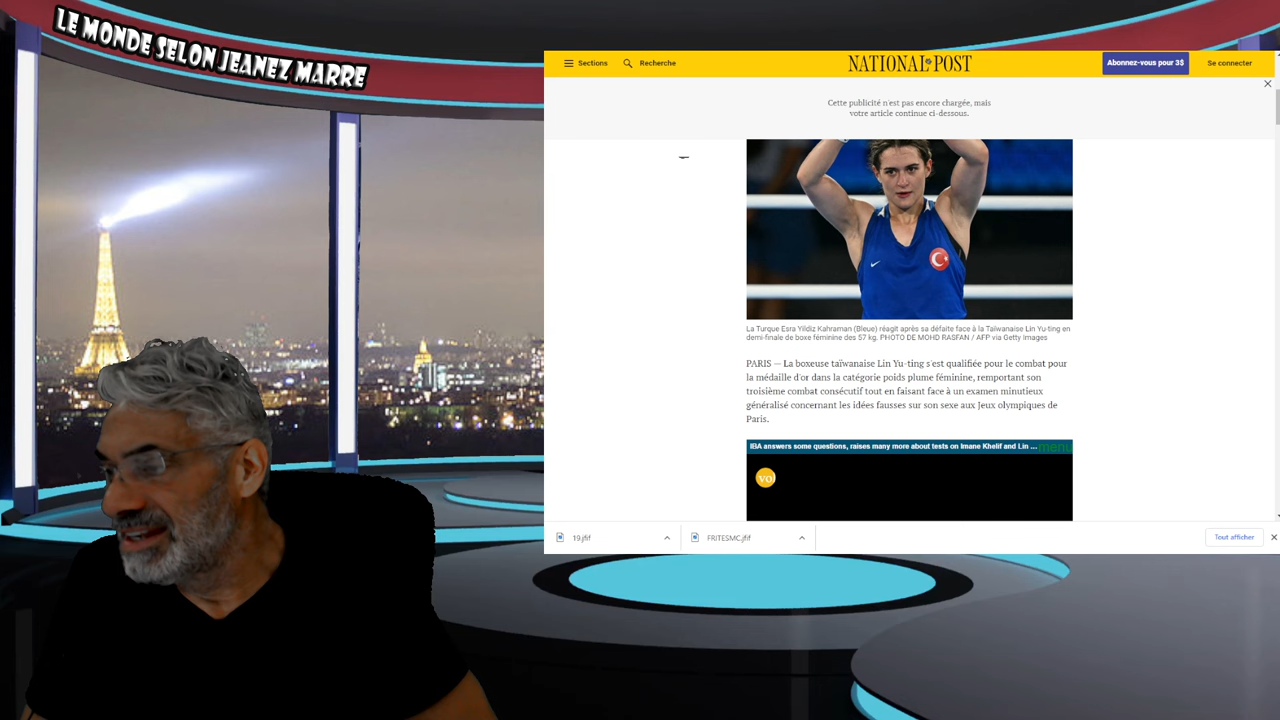 LE MONDE SELON JEANEZ MARRE
Sections
Recherche
NATIONAL POST
Abonnez-vous pour 3$
Se connecter
Cette publicité n'est pas encore chargée, mais
votre article continue ci-dessous.
La Turque Esra Yildiz Kahraman (Bleue) réagit après sa défaite face à la Taïwanaise Lin Yu-ting en
demi-finale de boxe féminine des 57 kg. PHOTO DE MOHD RASFAN / AFP via Getty Images
PARIS — La boxeuse taïwanaise Lin Yu-ting s'est qualifiée pour le combat pour
la médaille d'or dans la catégorie poids plume féminine, remportant son
troisième combat consécutif tout en faisant face à un examen minutieux
généralisé concernant les idées fausses sur son sexe aux Jeux olympiques de
Paris.
IBA answers some questions, raises many more about tests on Imane Khelif and Lin ...
menu
vo
19.jfif
FRITESMC.jfif
Tout afficher